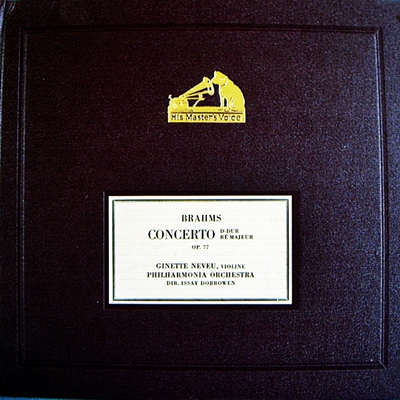 His Master's Voice
BRAHMS
CONCERTO D-DUR
RÉ MAJEUR
OP. 77
GINETTE NEVEU, VIOLINE
PHILHARMONIA ORCHESTRA
DIR. ISSAY DOBROWEN